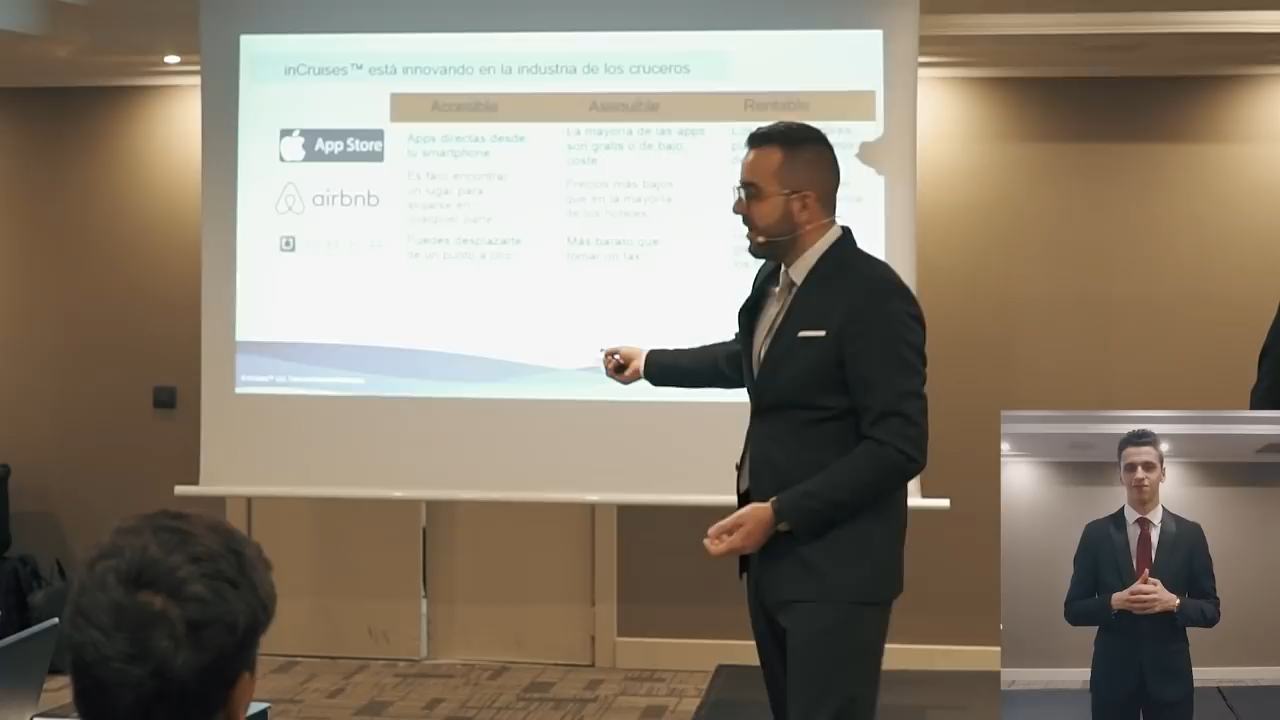 inCruises™ está innovando en la industria de los cruceros
Accesible Asequible Rentable
App Store
Apps directas desde
tu smartphone
La mayoría de las apps
son gratis o de bajo
coste
airbnb
Es fácil encontrar
un lugar para
alojarse en
cualquier parte
Precios más bajos
que en la mayoría
de los hoteles
Puedes desplazarte
de un punto a otro
Más barato que
tomar un taxi